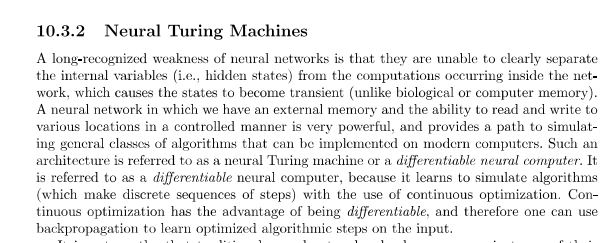 10.3.2 Neural Turing Machines
A long-recognized weakness of neural networks is that they are unable to clearly separate
the internal variables (i.e., hidden states) from the computations occurring inside the net-
work, which causes the states to become transient (unlike biological or computer memory).
A neural network in which we have an external memory and the ability to read and write to
various locations in a controlled manner is very powerful, and provides a path to simulat-
ing general classes of algorithms that can be implemented on modern computers. Such an
architecture is referred to as a neural Turing machine or a differentiable neural computer. It
is referred to as a differentiable neural computer, because it learns to simulate algorithms
(which make discrete sequences of steps) with the use of continuous optimization. Con-
tinuous optimization has the advantage of being differentiable, and therefore one can use
backpropagation to learn optimized algorithmic steps on the input.